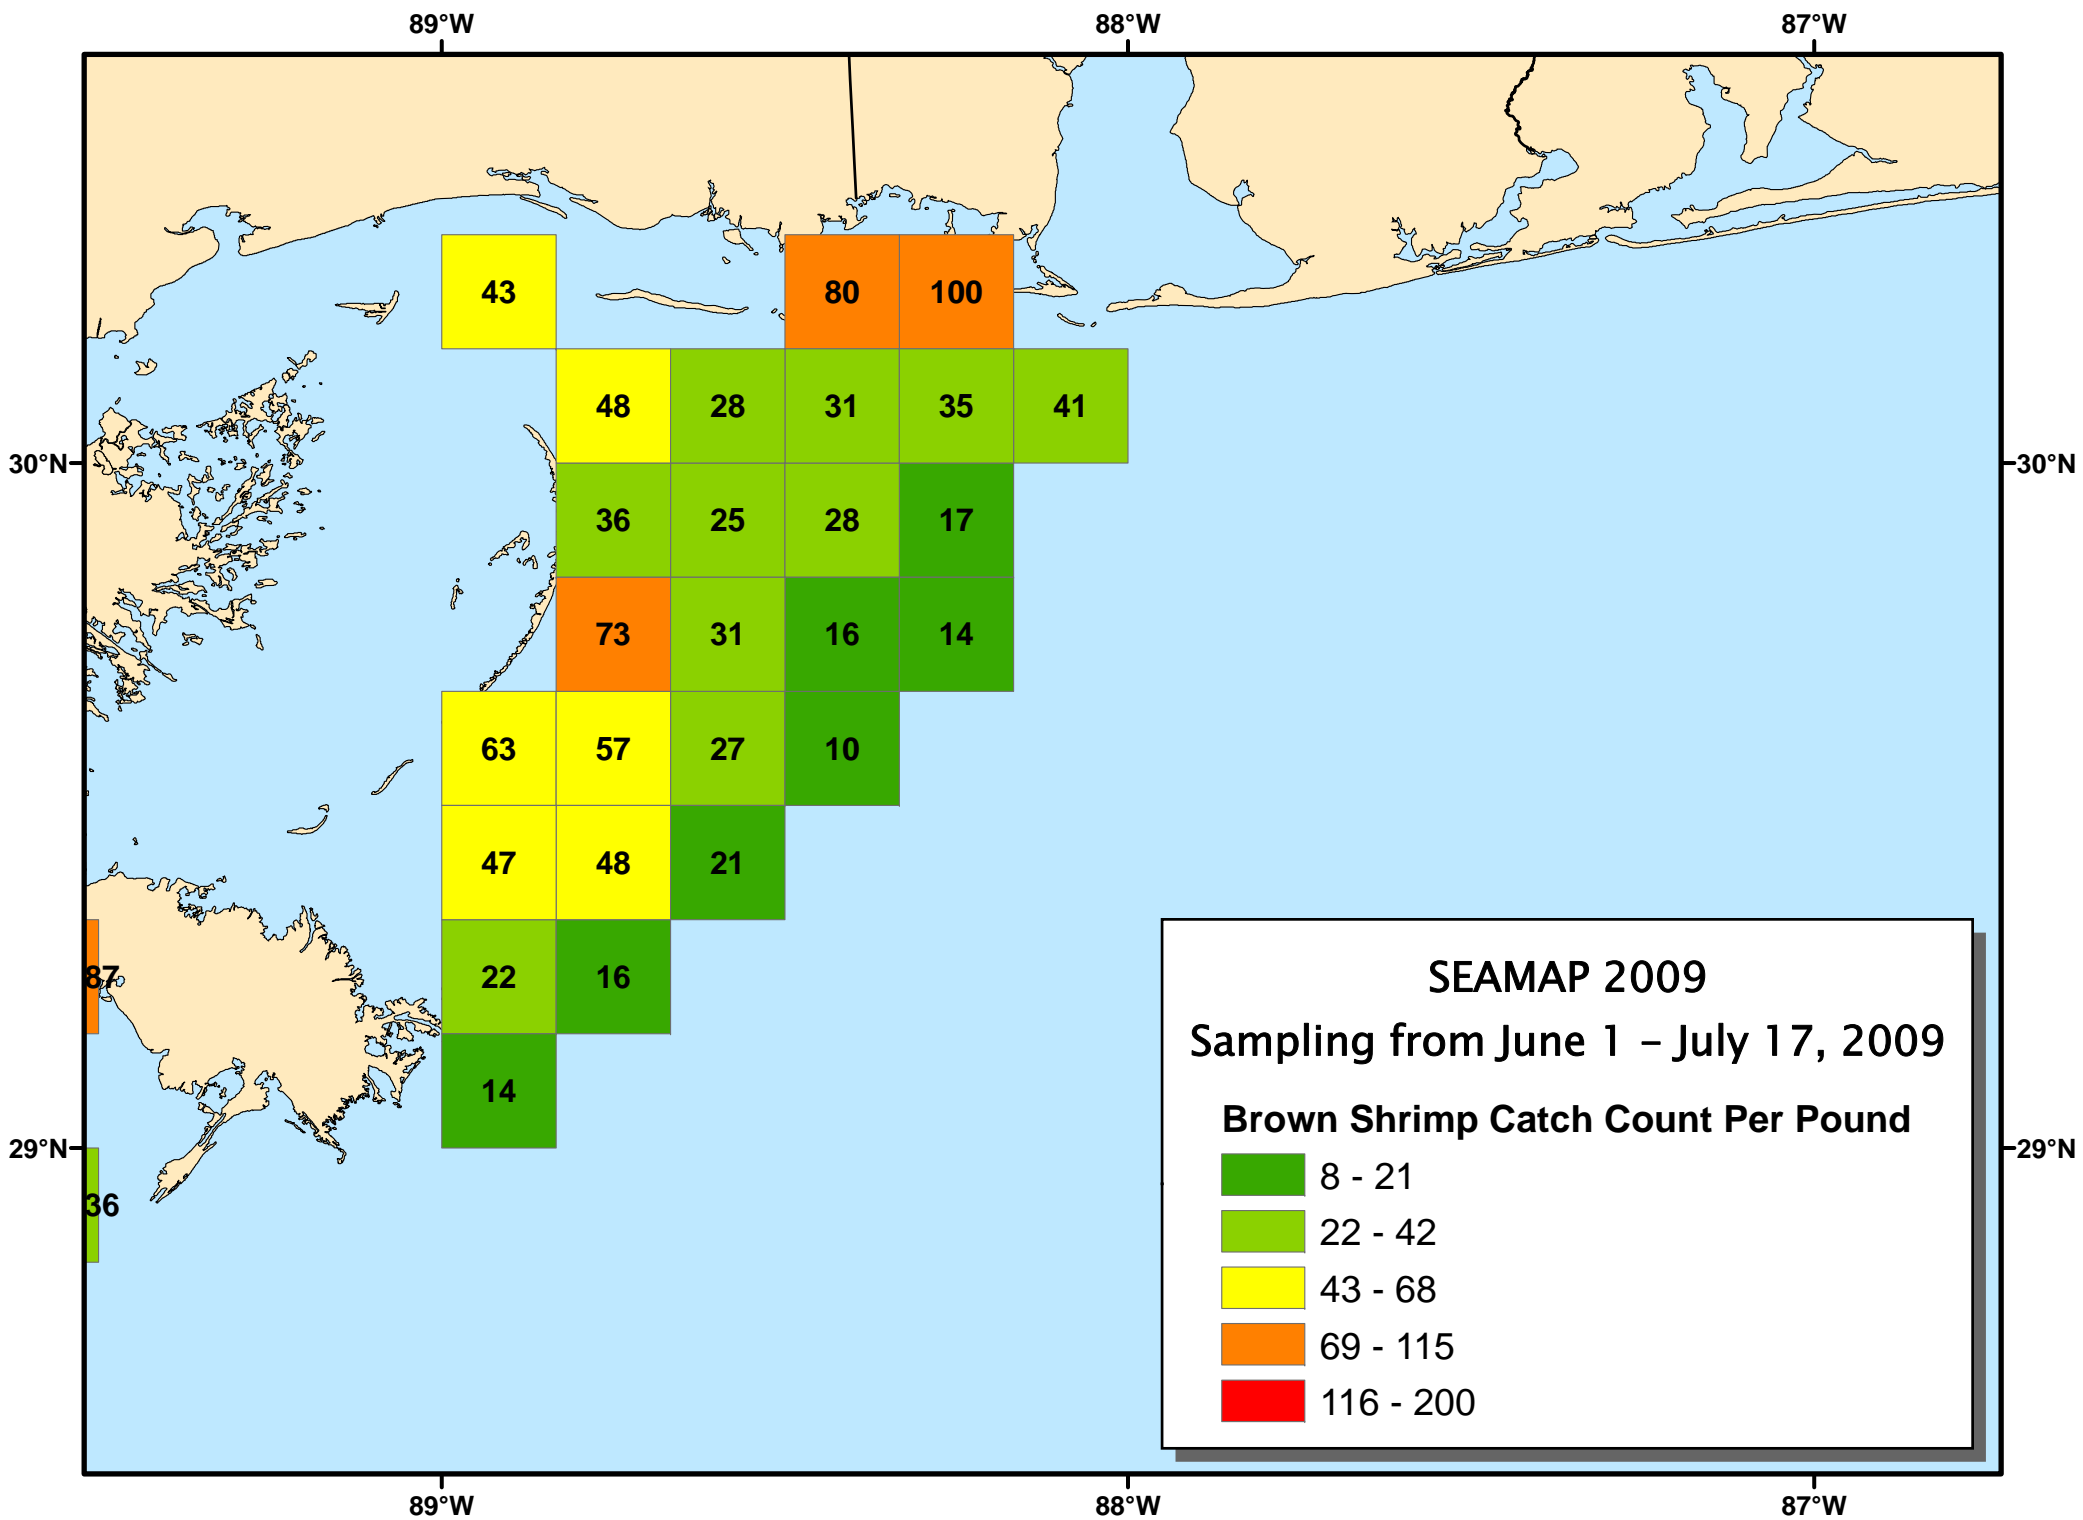 89°W 88°W 87°W
43 80 100
48 28 31 35 41
30°N 30°N
36 25 28 17
73 31 16 14
63 57 27 10
47 48 21
87 22 16
14
29°N 29°N
36
SEAMAP 2009
Sampling from June 1 – July 17, 2009
Brown Shrimp Catch Count Per Pound
8 - 21
22 - 42
43 - 68
69 - 115
116 - 200
89°W 88°W 87°W